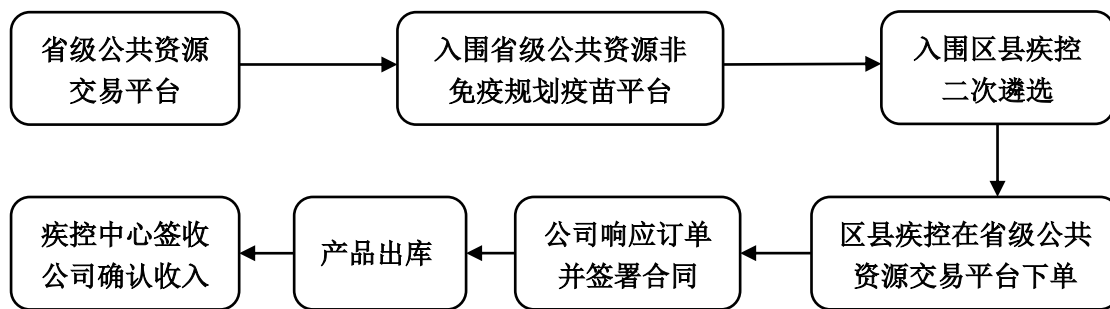 省级公共资源
交易平台
入围省级公共资源非
免疫规划疫苗平台
入围区县疾控
二次遴选
区县疾控在省级公共
资源交易平台下单
公司响应订单
并签署合同
产品出库
疾控中心签收
公司确认收入